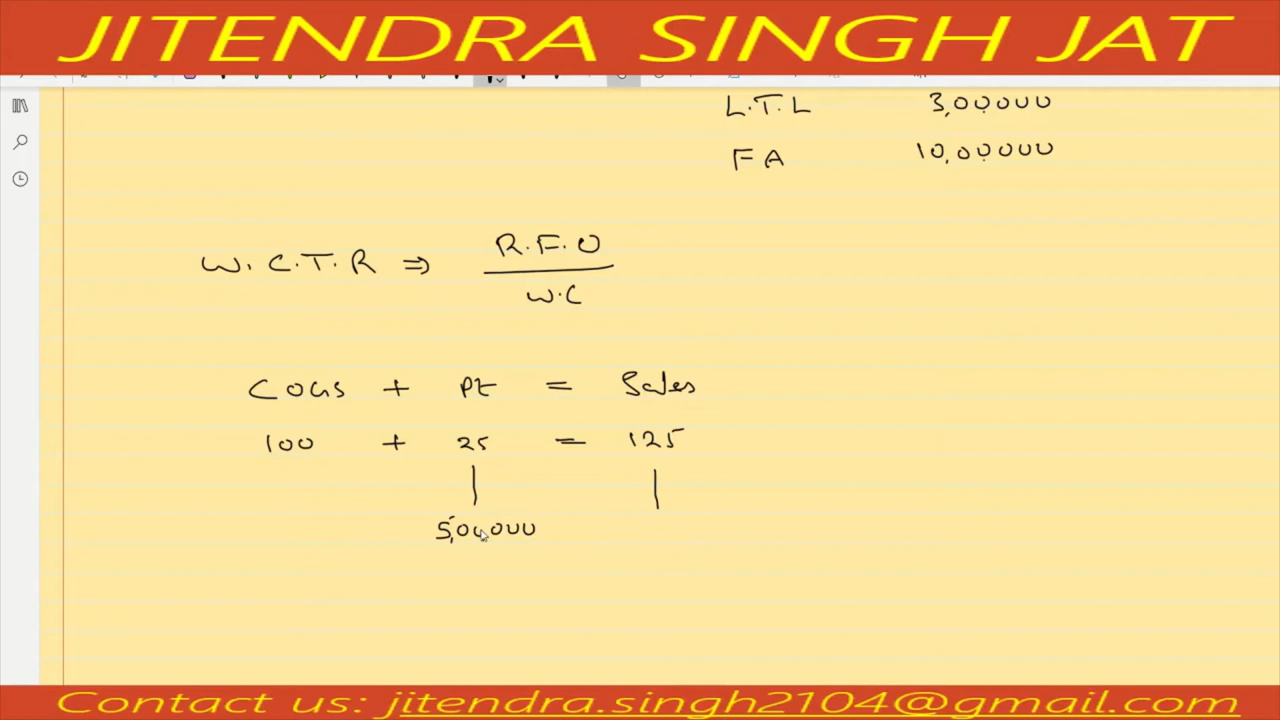 JITENDRA SINGH JAT
L.T.L 3,00000
FA 10,00000
W.C.T.R ⇒ R.F.O
W.C
COGS + Pt = Sales
100 + 25 = 125
5,00000
Contact us: jitendra.singh2104@gmail.com